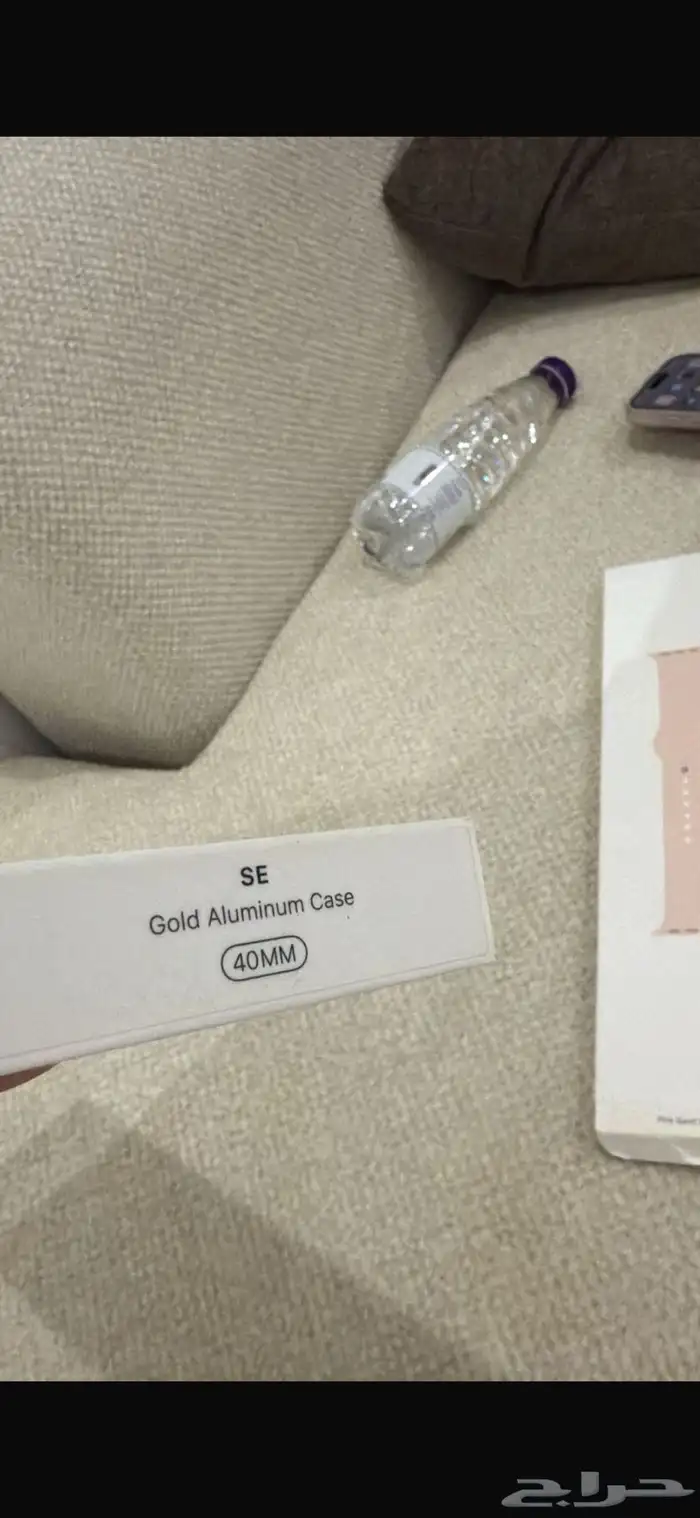 SE
Gold Aluminum Case
40MM
حراج